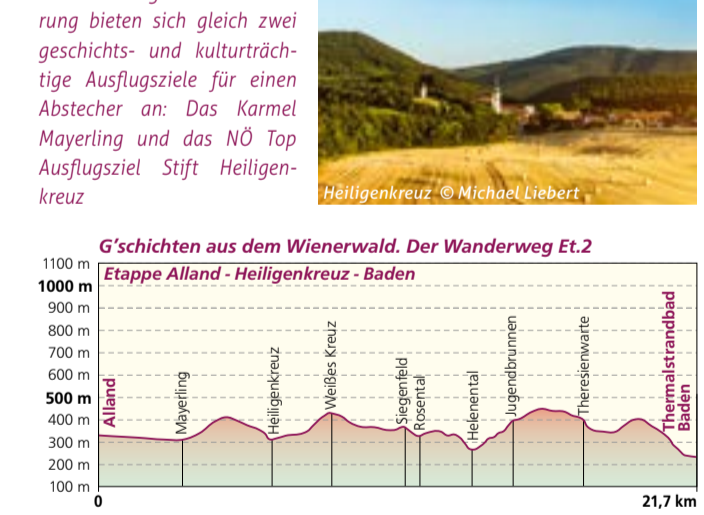 rung bieten sich gleich zwei
geschichts- und kulturträch-
tige Ausflugsziele für einen
Abstecher an: Das Karmel
Mayerling und das NÖ Top
Ausflugsziel Stift Heiligen-
kreuz
Heiligenkreuz © Michael Liebert
G'schichten aus dem Wienerwald. Der Wanderweg Et.2
Etappe Alland - Heiligenkreuz - Baden
1100 m
1000 m
900 m
800 m
700 m
600 m
500 m
400 m
300 m
200 m
100 m
Alland
Mayerling
Heiligenkreuz
Weißes Kreuz
Siegenfeld
Rosental
Helenental
Jugendbrunnen
Theresienwarte
Thermalstrandbad
Baden
0
21,7 km